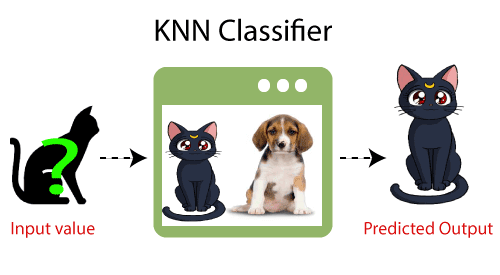 KNN Classifier
?
Input value
Predicted Output